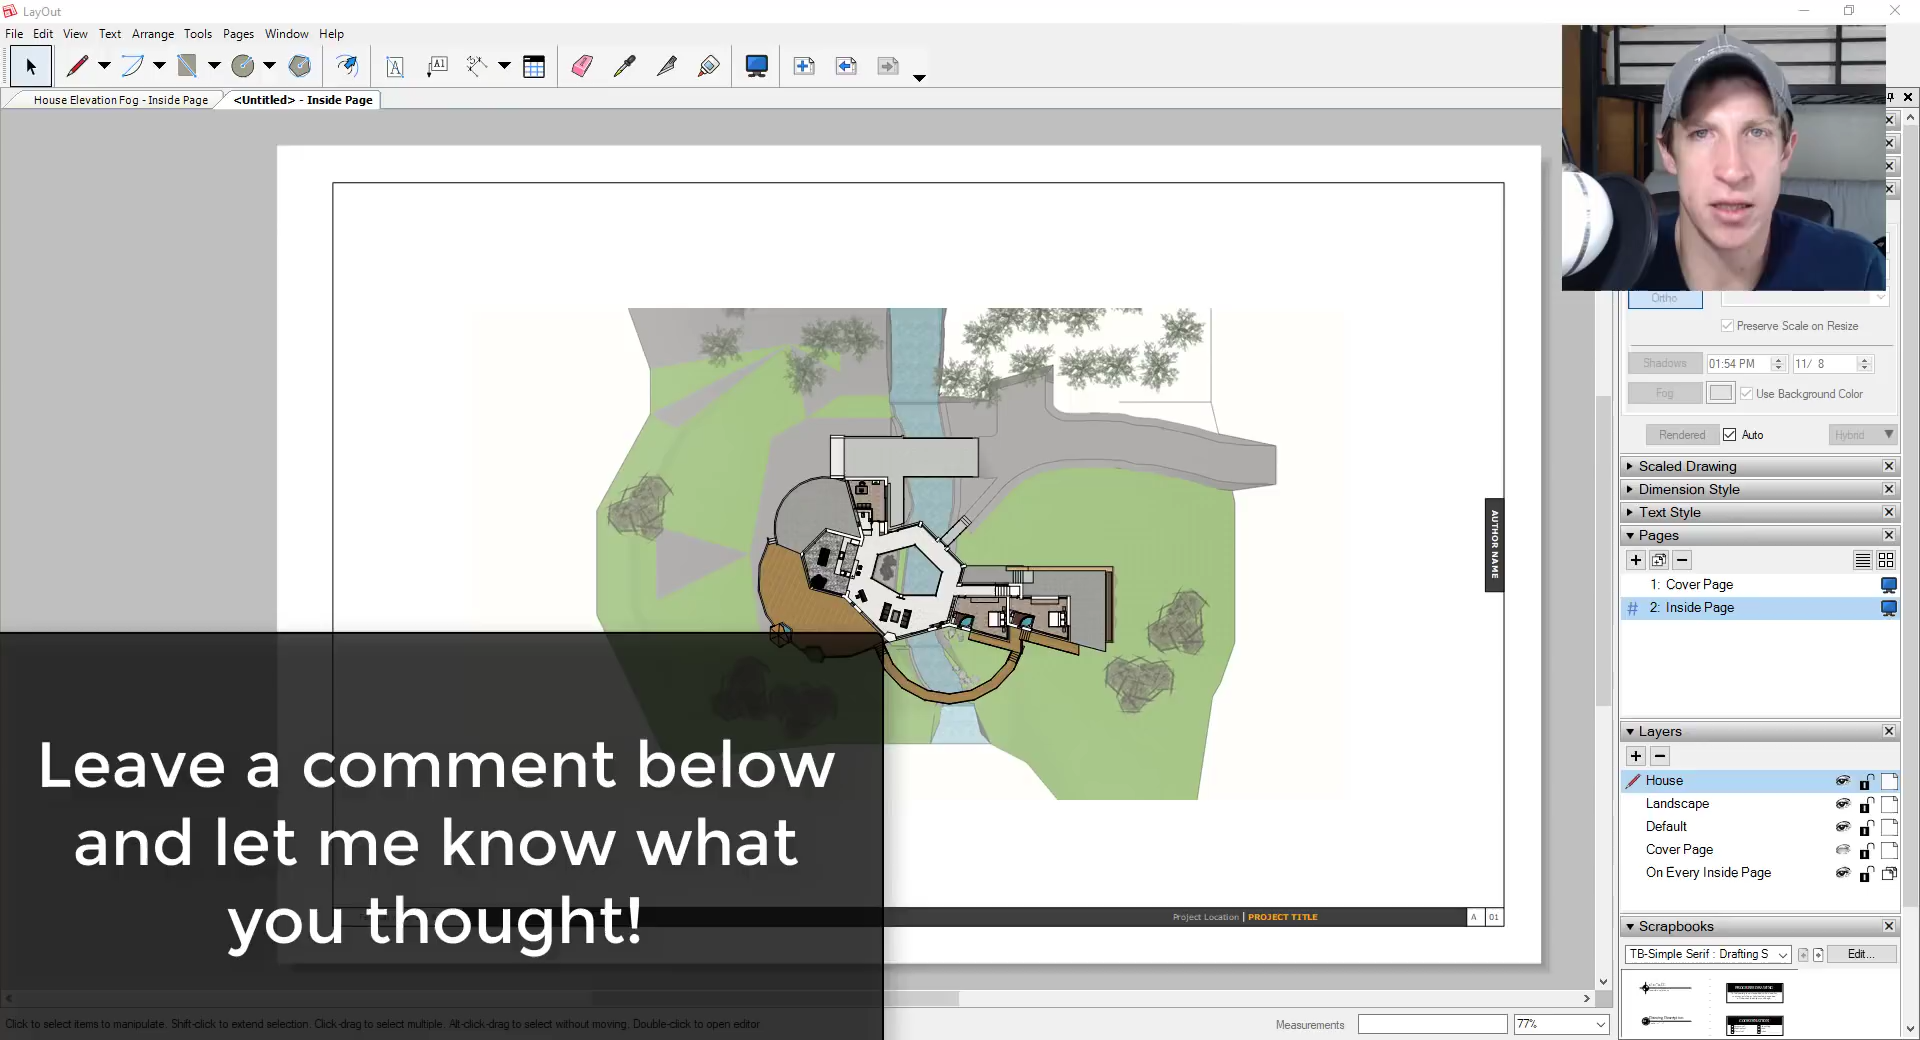 LayOut
File Edit View Text Arrange Tools Pages Window Help
House Elevation Fog - Inside Page
<Untitled> - Inside Page
Ortho
Preserve Scale on Resize
Shadows 01:54 PM 11/ 8
Fog Use Background Color
Rendered Auto Hybrid
Scaled Drawing
Dimension Style
Text Style
Pages
1: Cover Page
# 2: Inside Page
Layers
House
Landscape
Default
Cover Page
On Every Inside Page
Scrapbooks
TB-Simple Serif : Drafting S Edit...
AUTHOR NAME
Project Location | PROJECT TITLE A 01
Leave a comment below
and let me know what
you thought!
Click to select items to manipulate. Shift-click to extend selection. Click-drag to select multiple. Alt-click-drag to select without moving. Double-click to open editor
Measurements 77%